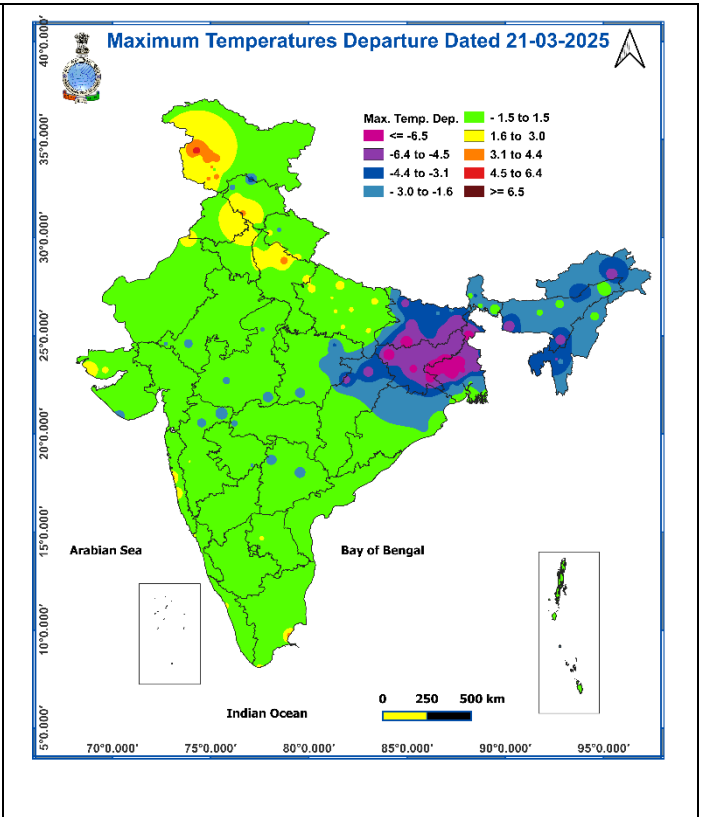 Maximum Temperatures Departure Dated 21-03-2025
Max. Temp. Dep.
<= -6.5
-6.4 to -4.5
-4.4 to -3.1
- 3.0 to -1.6
- 1.5 to 1.5
1.6 to 3.0
3.1 to 4.4
4.5 to 6.4
>= 6.5
40°0.000'
35°0.000'
30°0.000'
25°0.000'
20°0.000'
15°0.000'
10°0.000'
5°0.000'
Arabian Sea
Bay of Bengal
Indian Ocean
0 250 500 km
70°0.000' 75°0.000' 80°0.000' 85°0.000' 90°0.000' 95°0.000'